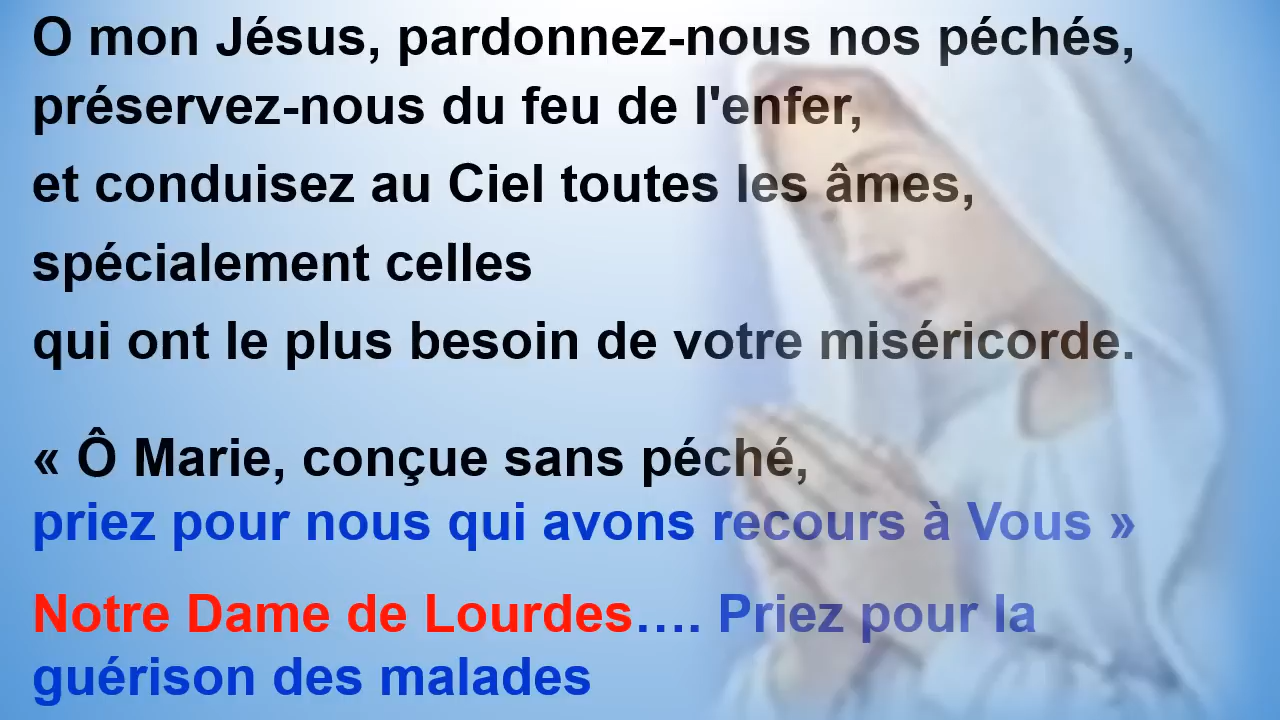 O mon Jésus, pardonnez-nous nos péchés,
préservez-nous du feu de l'enfer,
et conduisez au Ciel toutes les âmes,
spécialement celles
qui ont le plus besoin de votre miséricorde.
« Ô Marie, conçue sans péché,
priez pour nous qui avons recours à Vous »
Notre Dame de Lourdes…. Priez pour la
guérison des malades